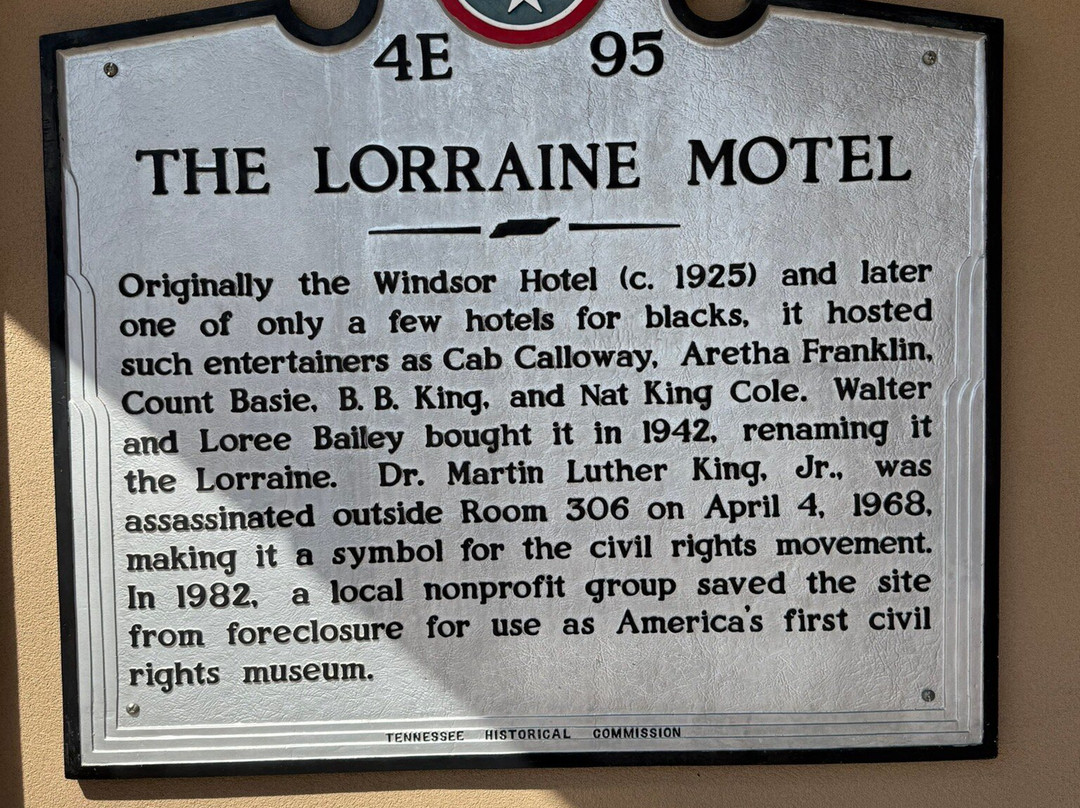 4E 95
THE LORRAINE MOTEL
Originally the Windsor Hotel (c. 1925) and later
one of only a few hotels for blacks, it hosted
such entertainers as Cab Calloway, Aretha Franklin,
Count Basie, B. B. King, and Nat King Cole. Walter
and Loree Bailey bought it in 1942, renaming it
the Lorraine. Dr. Martin Luther King, Jr., was
assassinated outside Room 306 on April 4, 1968,
making it a symbol for the civil rights movement.
In 1982, a local nonprofit group saved the site
from foreclosure for use as America's first civil
rights museum.
TENNESSEE HISTORICAL COMMISSION